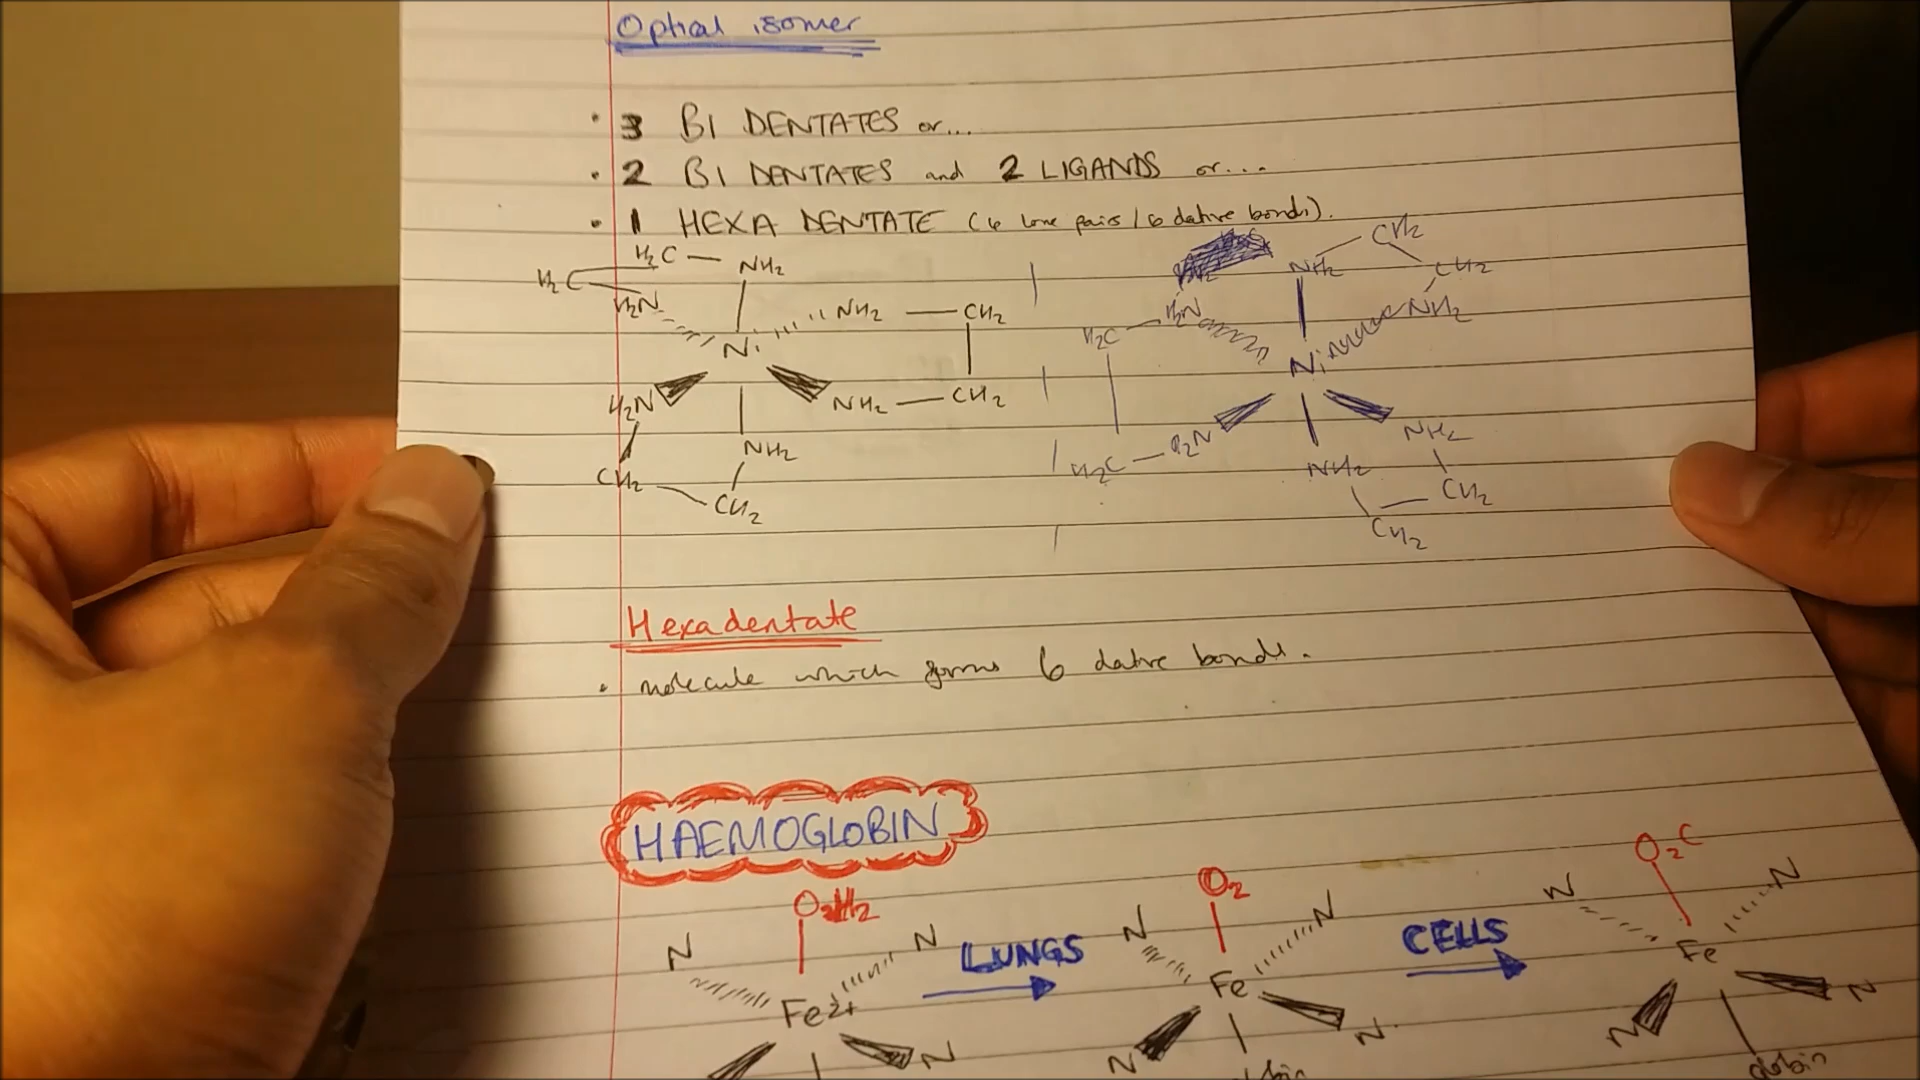 Optical isomer
· 3 BI DENTATES or...
· 2 BI DENTATES and 2 LIGANDS or...
· 1 HEXA DENTATE (6 lone pairs / 6 dative bonds).
H₂C — NH₂
H₂C
H₂N
NH₂ — CH₂
Ni
H₂N
NH₂ — CH₂
NH₂
CH₂
CH₂
CH₂
NH₂
CH₂
H₂N
NH₂
H₂C
Ni
NH₂
H₂C
NH₂
CH₂
CH₂
Hexadentate
· molecule which forms 6 dative bonds.
HAEMOGLOBIN
O₂ O₂C
N N LUNGS N N CELLS N N
Fe2+ Fe Fe
N N N N N
globin